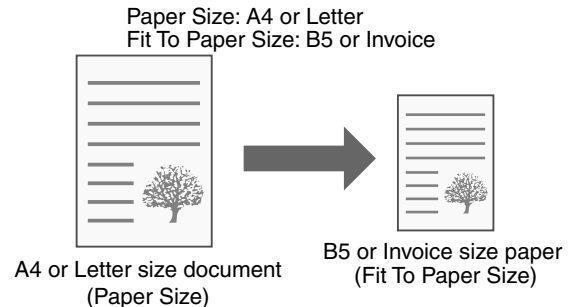 Paper Size: A4 or Letter
Fit To Paper Size: B5 or Invoice
A4 or Letter size document
(Paper Size)
B5 or Invoice size paper
(Fit To Paper Size)